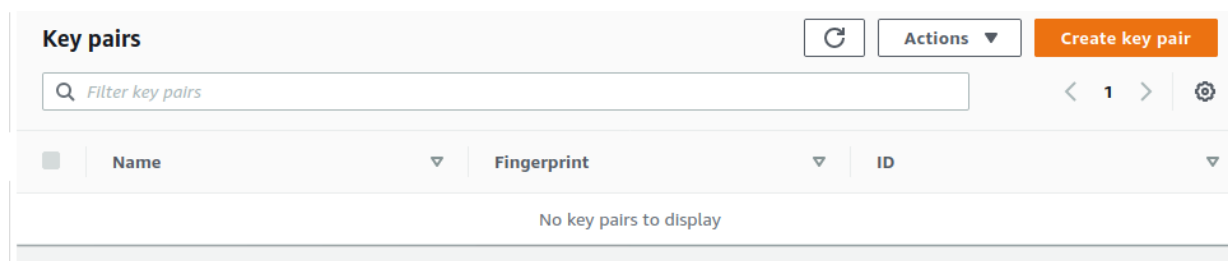 Key pairs
Actions
Create key pair
Filter key pairs
1
Name
Fingerprint
ID
No key pairs to display